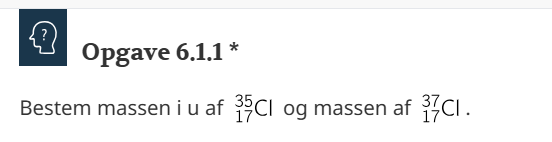 Opgave 6.1.1 *
Bestem massen i u af ³⁵₁₇Cl og massen af ³⁷₁₇Cl .